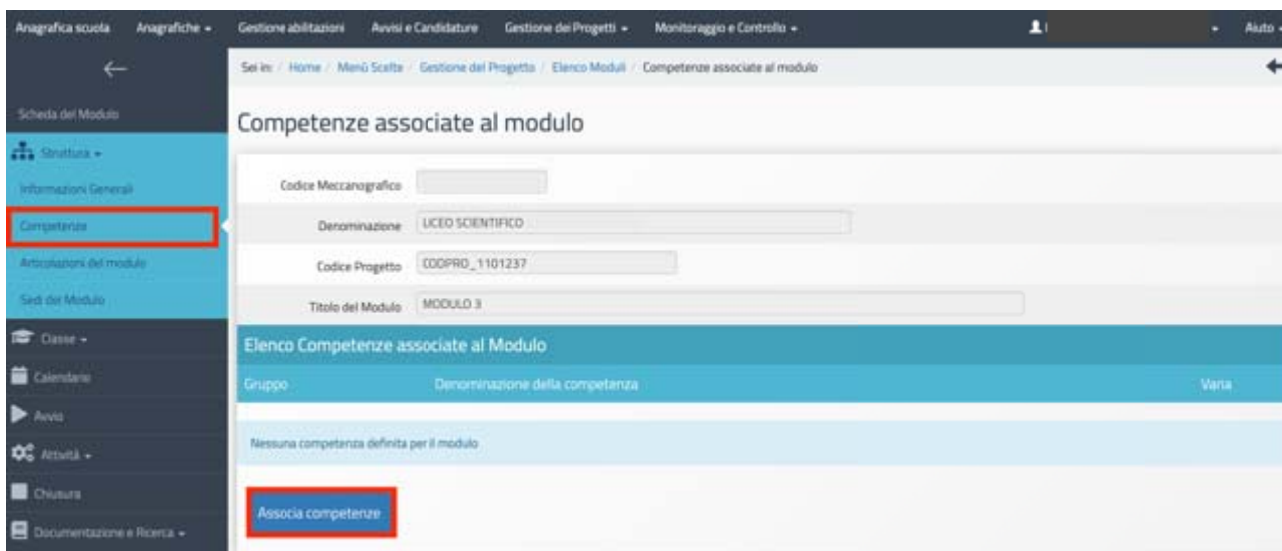 Anagrafica scuola Anagrafiche Gestione abilitazioni Avvisi e Candidature Gestione dei Progetti Monitoraggio e Controllo Aiuto
Sei in: / Home / Menù Scelte / Gestione del Progetto / Elenco Moduli / Competenze associate al modulo
Scheda del Modulo
Struttura
Informazioni Generali
Competenze
Articolazioni del modulo
Sedi del Modulo
Classe
Calendario
Avvio
Attività
Chiusura
Documentazione e Ricerca
Competenze associate al modulo
Codice Meccanografico
Denominazione LICEO SCIENTIFICO
Codice Progetto CODPRO_1101237
Titolo del Modulo MODULO 3
Elenco Competenze associate al Modulo
Gruppo Denominazione della competenza Varia
Nessuna competenza definita per il modulo
Associa competenze